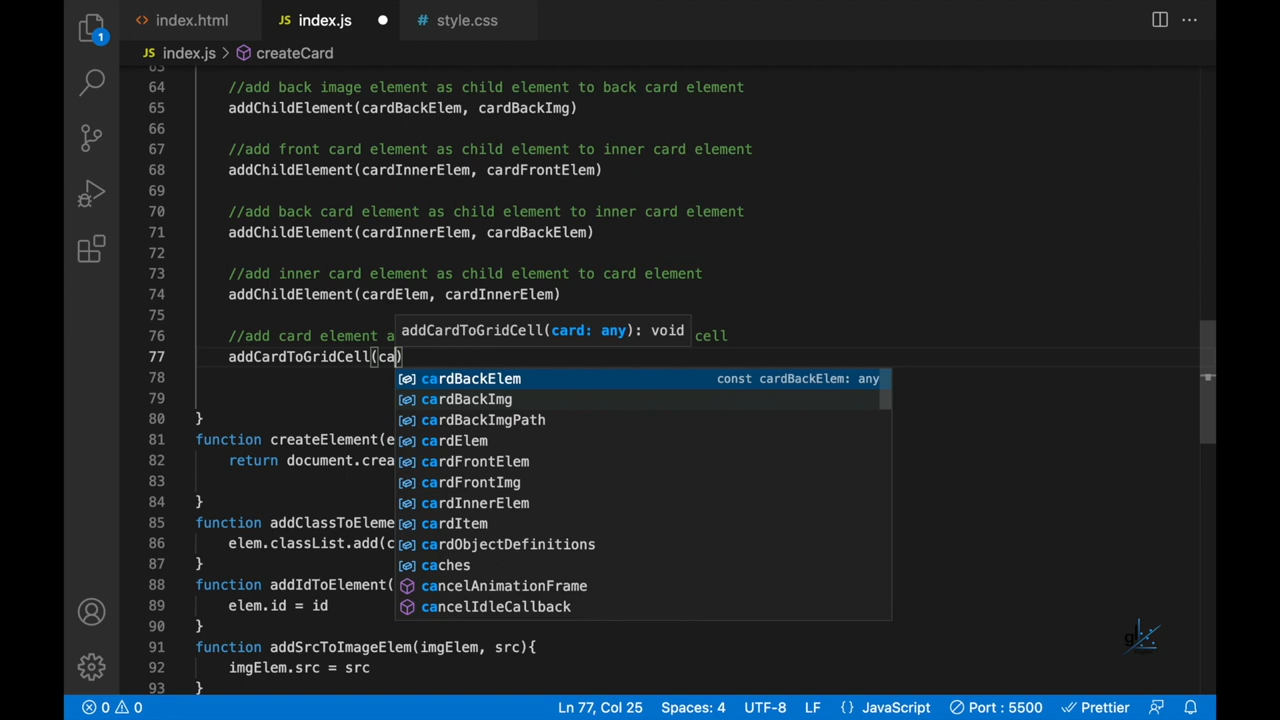 index.html
JS index.js
# style.css
JS index.js > createCard
1
63
64 //add back image element as child element to back card element
65 addChildElement(cardBackElem, cardBackImg)
66
67 //add front card element as child element to inner card element
68 addChildElement(cardInnerElem, cardFrontElem)
69
70 //add back card element as child element to inner card element
71 addChildElement(cardInnerElem, cardBackElem)
72
73 //add inner card element as child element to card element
74 addChildElement(cardElem, cardInnerElem)
75
76 //add card element a cell
addCardToGridCell(card: any): void
77 addCardToGridCell(ca)
78
cardBackElem const cardBackElem: any
79
cardBackImg
cardBackImgPath
80 }
81 function createElement(e
cardElem
82 return document.crea
cardFrontElem
83
cardFrontImg
84 }
cardInnerElem
85 function addClassToEleme
cardItem
86 elem.classList.add(c
cardObjectDefinitions
87 }
caches
88 function addIdToElement(
cancelAnimationFrame
89 elem.id = id
cancelIdleCallback
90 }
91 function addSrcToImageElem(imgElem, src){
92 imgElem.src = src
93 }
gl
0 0 Ln 77, Col 25 Spaces: 4 UTF-8 LF {} JavaScript Port : 5500 Prettier